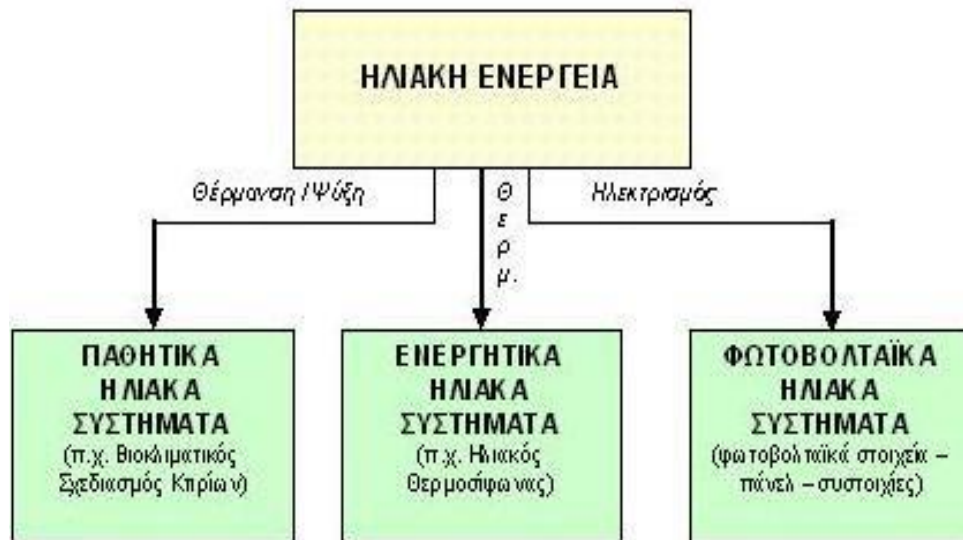 ΗΛΙΑΚΗ ΕΝΕΡΓΕΙΑ
Θέρμανση /Ψύξη
Θ
ε
ρ
μ.
Ηλεκτρισμός
ΠΑΘΗΤΙΚΑ
ΗΛΙΑΚΑ
ΣΥΣΤΗΜΑΤΑ
(π.χ. Βιοκλιματικός
Σχεδιασμός Κτιρίων)
ΕΝΕΡΓΗΤΙΚΑ
ΗΛΙΑΚΑ
ΣΥΣΤΗΜΑΤΑ
(π.χ. Ηλιακός
Θερμοσίφωνας)
ΦΩΤΟΒΟΛΤΑΪΚΑ
ΗΛΙΑΚΑ
ΣΥΣΤΗΜΑΤΑ
(φωτοβολταϊκά στοιχεία –
πάνελ – συστοιχίες)